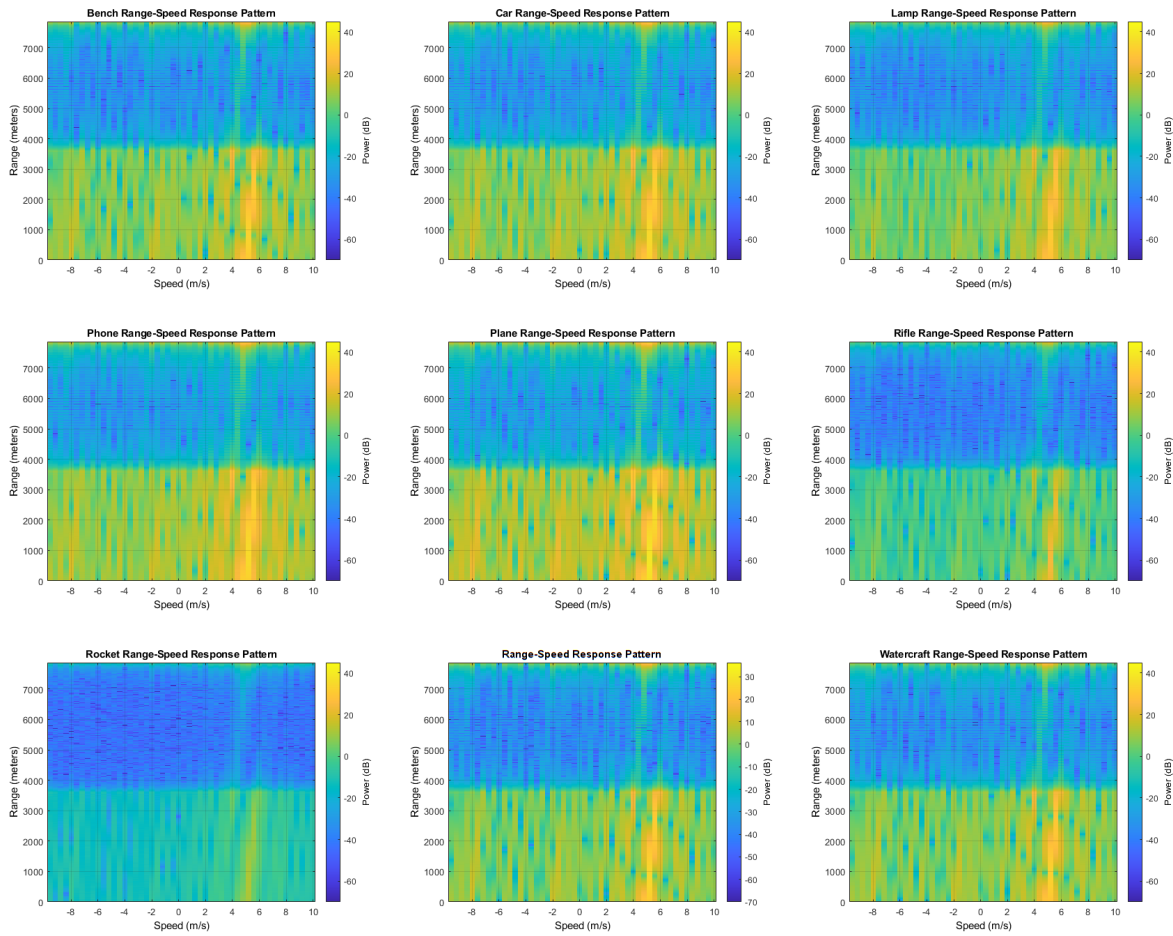 Bench Range-Speed Response Pattern
Range (meters)
7000
6000
5000
4000
3000
2000
1000
0
-8 -6 -4 -2 0 2 4 6 8 10
Speed (m/s)
40
20
0
-20
-40
-60
Power (dB)
Car Range-Speed Response Pattern
Range (meters)
7000
6000
5000
4000
3000
2000
1000
0
-8 -6 -4 -2 0 2 4 6 8 10
Speed (m/s)
40
20
0
-20
-40
-60
Power (dB)
Lamp Range-Speed Response Pattern
Range (meters)
7000
6000
5000
4000
3000
2000
1000
0
-8 -6 -4 -2 0 2 4 6 8 10
Speed (m/s)
40
20
0
-20
-40
-60
Power (dB)
Phone Range-Speed Response Pattern
Range (meters)
7000
6000
5000
4000
3000
2000
1000
0
-8 -6 -4 -2 0 2 4 6 8 10
Speed (m/s)
40
20
0
-20
-40
-60
Power (dB)
Plane Range-Speed Response Pattern
Range (meters)
7000
6000
5000
4000
3000
2000
1000
0
-8 -6 -4 -2 0 2 4 6 8 10
Speed (m/s)
40
20
0
-20
-40
-60
Power (dB)
Rifle Range-Speed Response Pattern
Range (meters)
7000
6000
5000
4000
3000
2000
1000
0
-8 -6 -4 -2 0 2 4 6 8 10
Speed (m/s)
40
20
0
-20
-40
-60
Power (dB)
Rocket Range-Speed Response Pattern
Range (meters)
7000
6000
5000
4000
3000
2000
1000
0
-8 -6 -4 -2 0 2 4 6 8 10
Speed (m/s)
40
20
0
-20
-40
-60
Power (dB)
Range-Speed Response Pattern
Range (meters)
7000
6000
5000
4000
3000
2000
1000
0
-8 -6 -4 -2 0 2 4 6 8 10
Speed (m/s)
30
20
10
0
-10
-20
-30
-40
-50
-60
-70
Power (dB)
Watercraft Range-Speed Response Pattern
Range (meters)
7000
6000
5000
4000
3000
2000
1000
0
-8 -6 -4 -2 0 2 4 6 8 10
Speed (m/s)
40
20
0
-20
-40
-60
Power (dB)